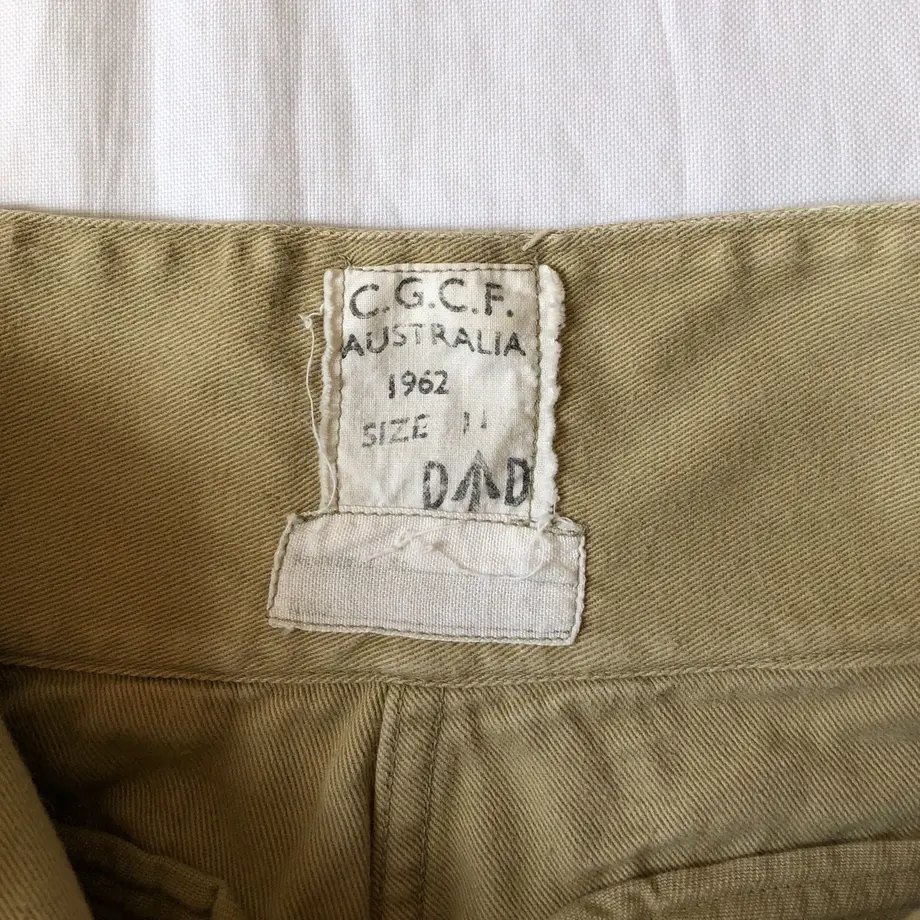 C.G.C.F.
AUSTRALIA
1962
SIZE 11
D D